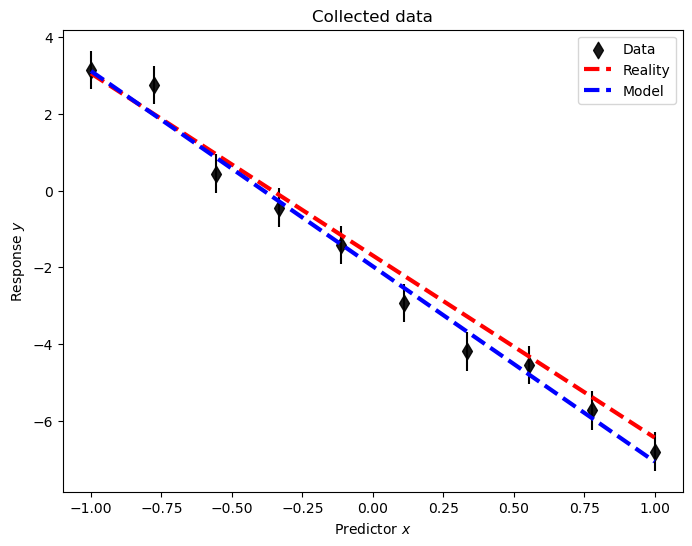 Collected data
Data
Reality
Model
4
2
0
−2
−4
−6
Response y
−1.00 −0.75 −0.50 −0.25 0.00 0.25 0.50 0.75 1.00
Predictor x